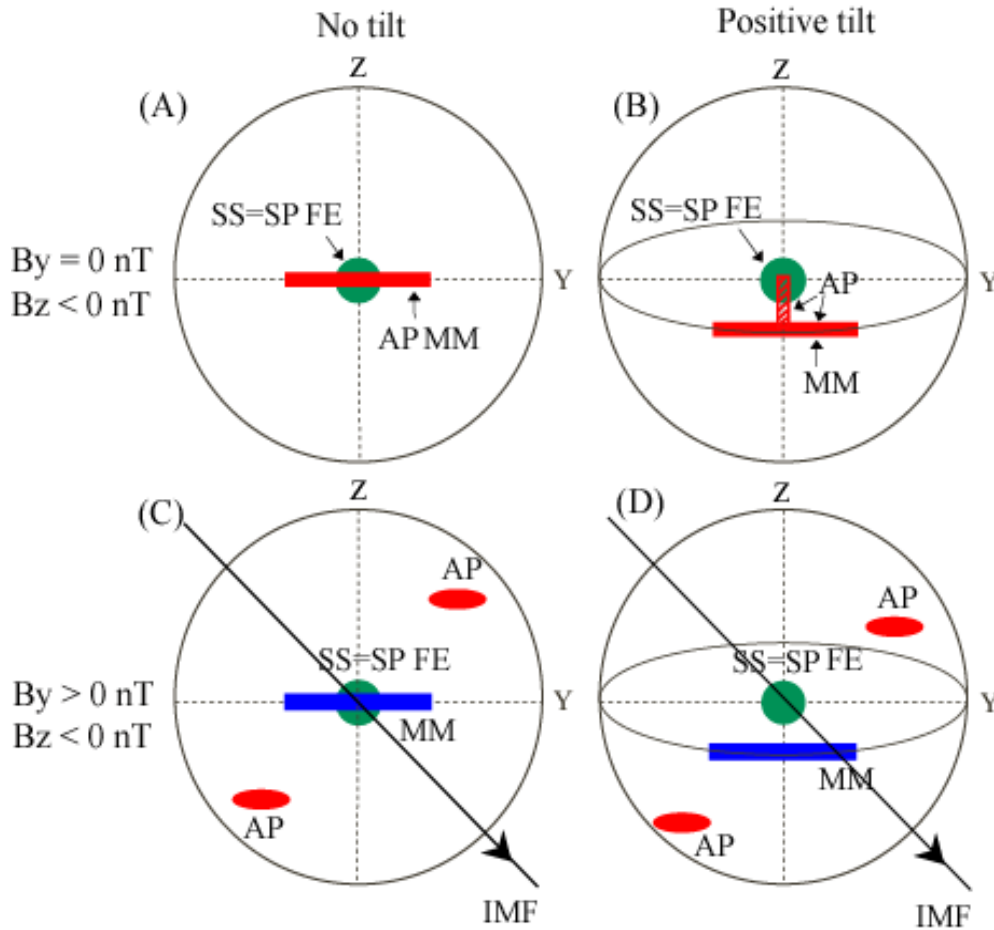 No tilt
Positive tilt
Z
Z
(A)
(B)
SS=SP FE
SS=SP FE
By = 0 nT
Bz < 0 nT
Y
AP
Y
AP MM
MM
Z
Z
(C)
(D)
AP
AP
SS=SP FE
SS=SP FE
By > 0 nT
Bz < 0 nT
Y
Y
MM
MM
AP
AP
IMF
IMF